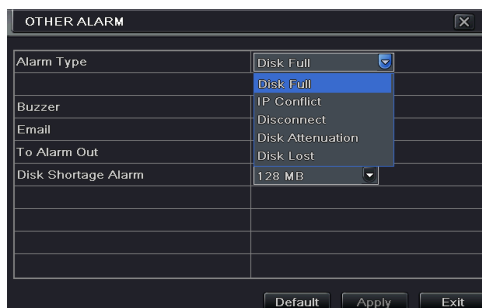 OTHER ALARM
Alarm Type
Disk Full
Disk Full
IP Conflict
Disconnect
Disk Attenuation
Disk Lost
Buzzer
Email
To Alarm Out
Disk Shortage Alarm
128 MB
Default
Apply
Exit